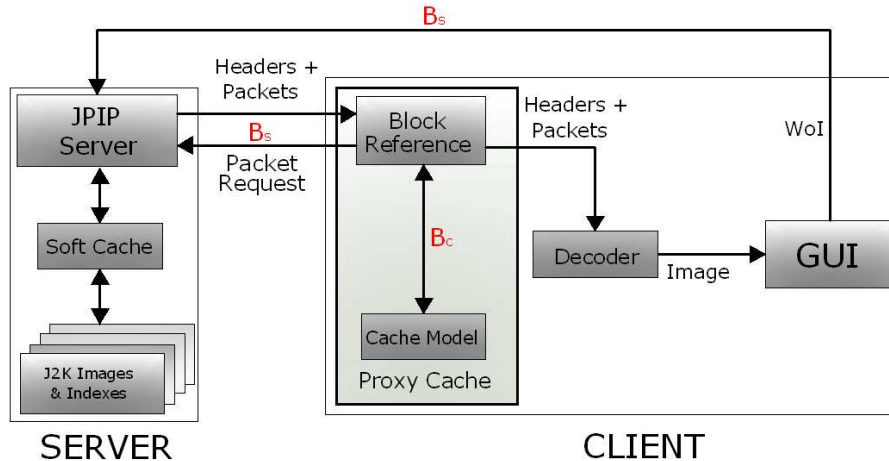 Bs
Headers +
Packets
JPIP
Server
Bs
Packet
Request
Block
Reference
Headers +
Packets
WoI
Soft Cache
Bc
Decoder
Image
GUI
Cache Model
J2K Images
& Indexes
Proxy Cache
SERVER
CLIENT